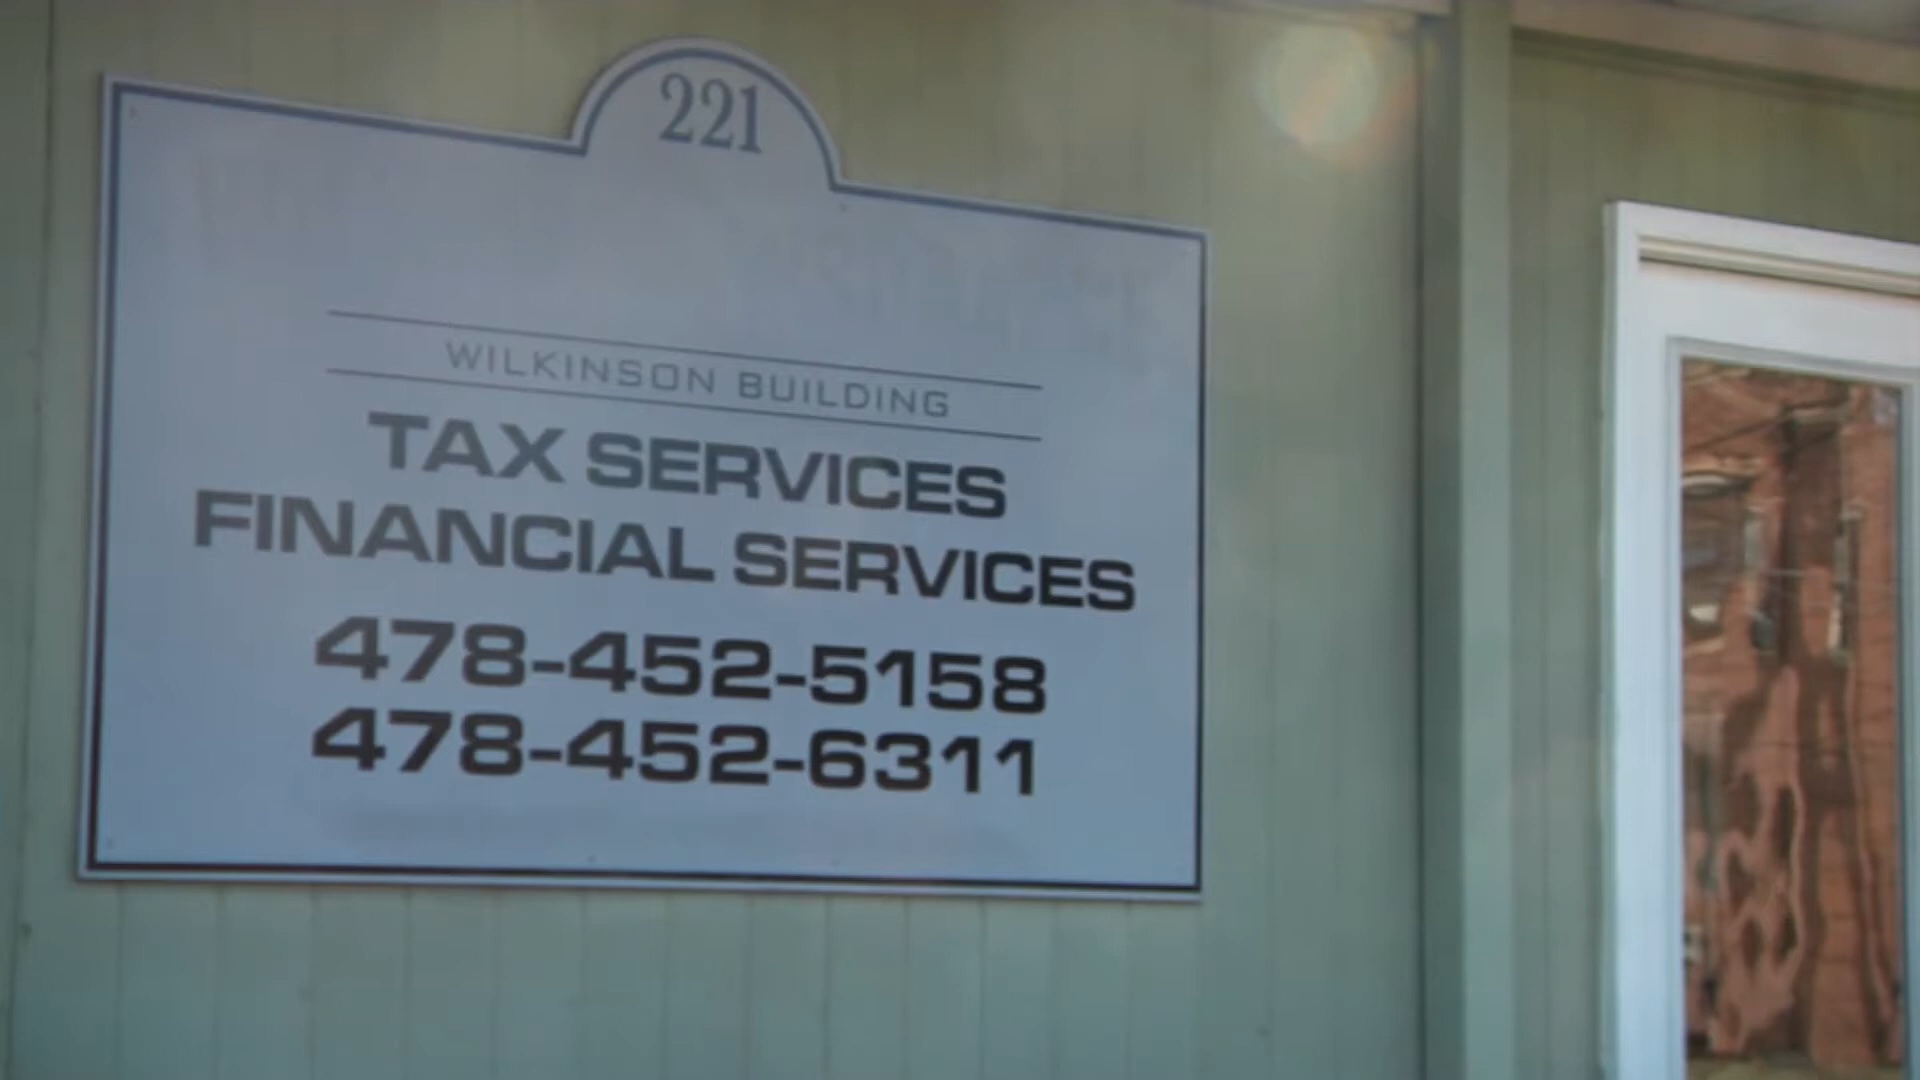 221
WILKINSON BUILDING
TAX SERVICES
FINANCIAL SERVICES
478-452-5158
478-452-6311